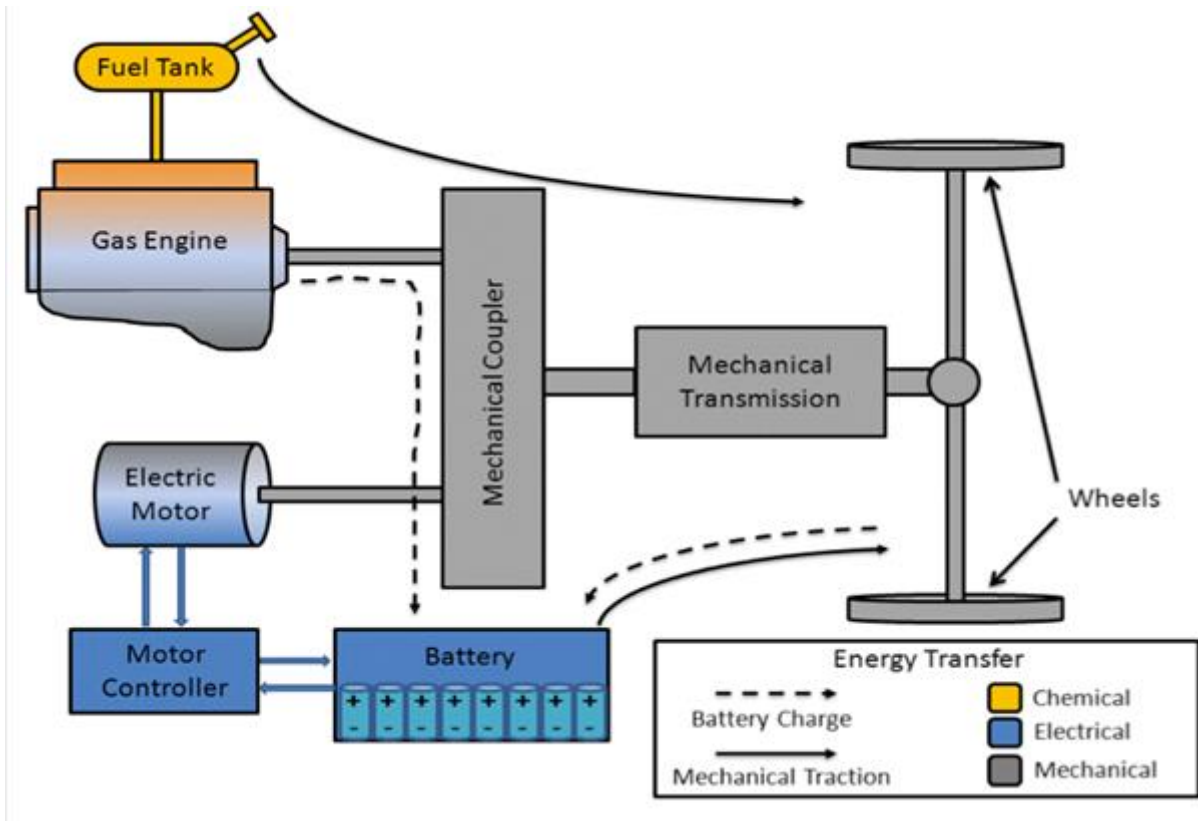 Fuel Tank
Gas Engine
Mechanical Coupler
Mechanical
Transmission
Electric
Motor
Wheels
Motor
Controller
Battery
+ + + + + + + +
- - - - - - - -
Energy Transfer
Battery Charge
Mechanical Traction
Chemical
Electrical
Mechanical